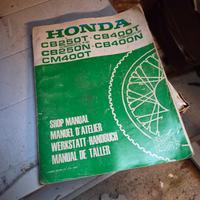 HONDA
CB250T·CB400T
CB250N·CB400N
CM400T
SHOP MANUAL
MANUEL D'ATELIER
WERKSTATT-HANDBUCH
MANUAL DE TALLER